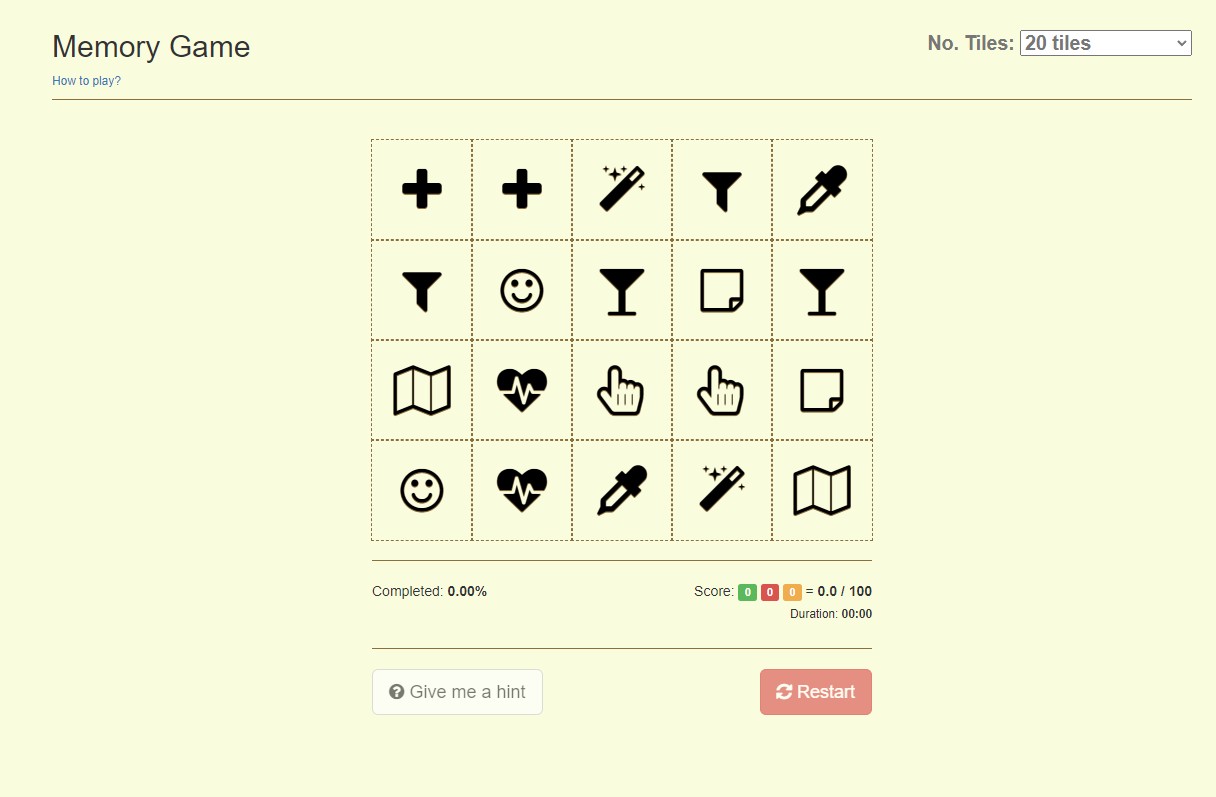 Memory Game
No. Tiles: 20 tiles
How to play?
Completed: 0.00%
Score: 0 0 0 = 0.0 / 100
Duration: 00:00
Give me a hint
Restart